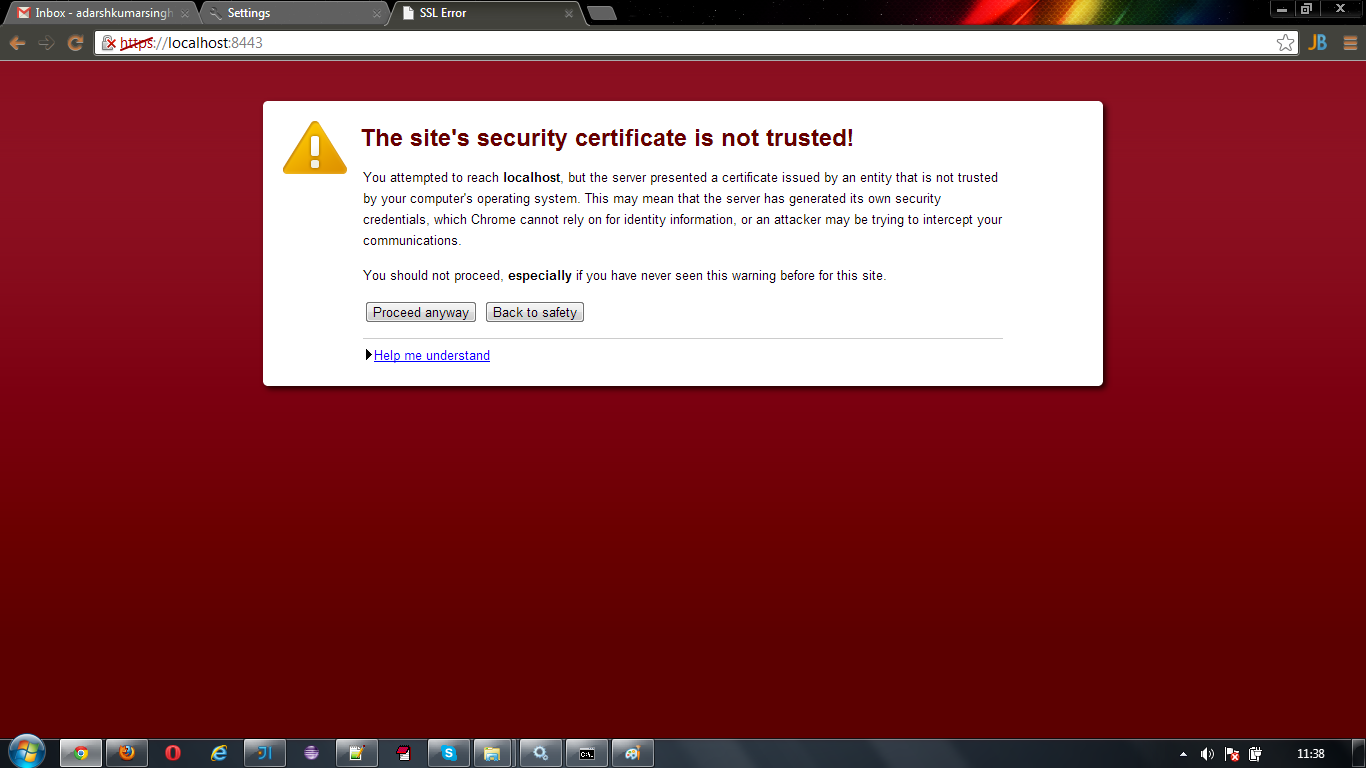 Inbox - adarshkumarsingh
Settings
SSL Error
https://localhost:8443
JB
The site's security certificate is not trusted!
You attempted to reach localhost, but the server presented a certificate issued by an entity that is not trusted
by your computer's operating system. This may mean that the server has generated its own security
credentials, which Chrome cannot rely on for identity information, or an attacker may be trying to intercept your
communications.
You should not proceed, especially if you have never seen this warning before for this site.
Proceed anyway
Back to safety
Help me understand
11:38